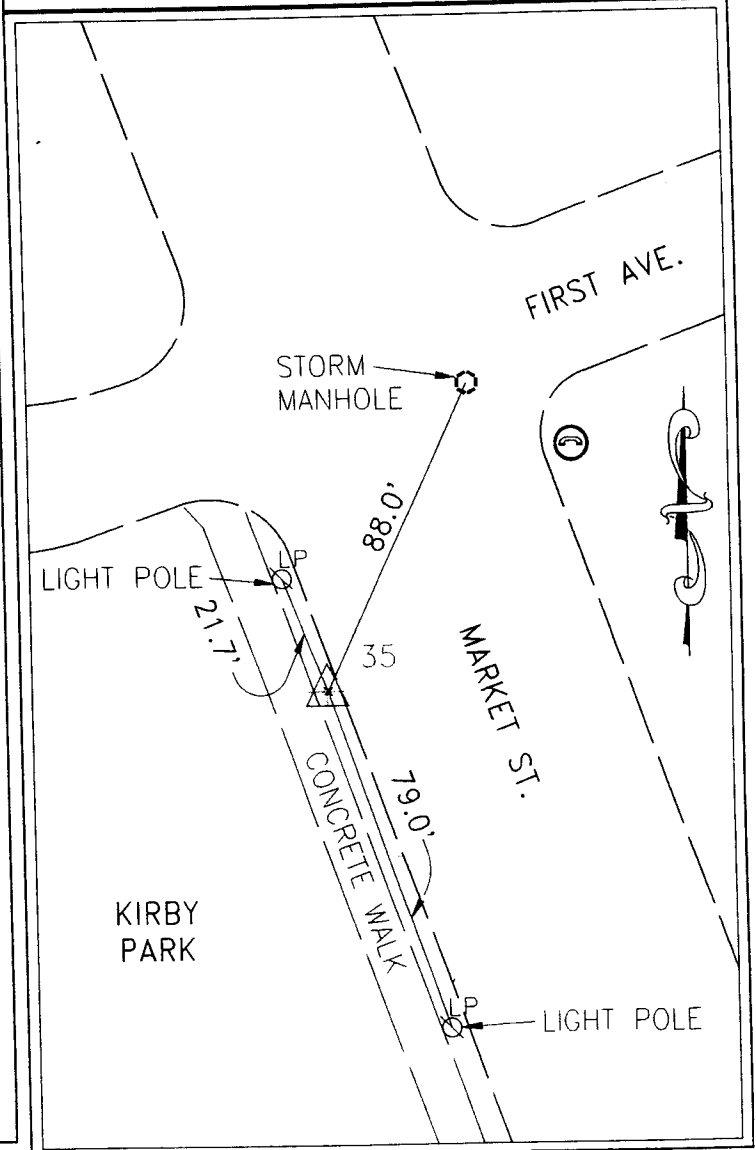 FIRST AVE.
STORM
MANHOLE
88.0'
LP
LIGHT POLE
21.7'
35
MARKET ST.
CONCRETE WALK
79.0'
KIRBY
PARK
LP
LIGHT POLE